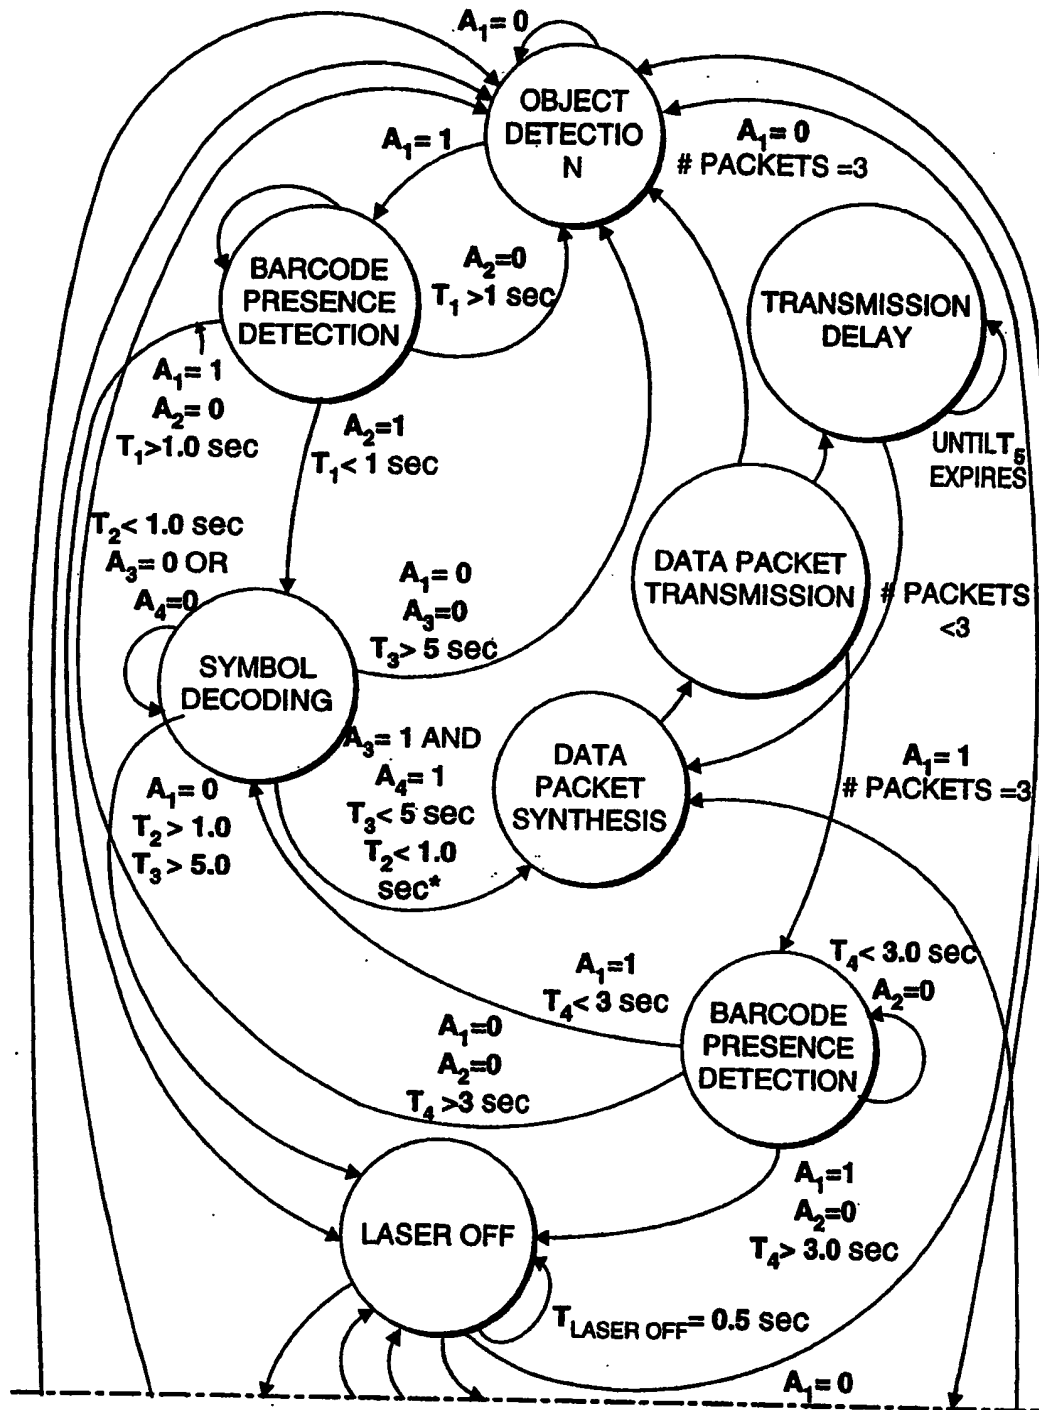 A1= 0
OBJECT
DETECTIO
N
A1= 1
A1= 0
# PACKETS =3
BARCODE
PRESENCE
DETECTION
A2=0
T1 >1 sec
TRANSMISSION
DELAY
A1= 1
A2= 0
T1>1.0 sec
A2=1
T1< 1 sec
UNTILT5
EXPIRES
T2< 1.0 sec
A3= 0 OR
A4=0
A1= 0
A3=0
T3> 5 sec
DATA PACKET
TRANSMISSION
# PACKETS
<3
SYMBOL
DECODING
A3= 1 AND
A4= 1
T3< 5 sec
T2< 1.0
sec*
DATA
PACKET
SYNTHESIS
A1= 1
# PACKETS =3
A1= 0
T2 > 1.0
T3 > 5.0
A1=1
T4< 3 sec
T4< 3.0 sec
A2=0
BARCODE
PRESENCE
DETECTION
A1=0
A2=0
T4 >3 sec
LASER OFF
A1=1
A2=0
T4> 3.0 sec
TLASER OFF= 0.5 sec
A1= 0